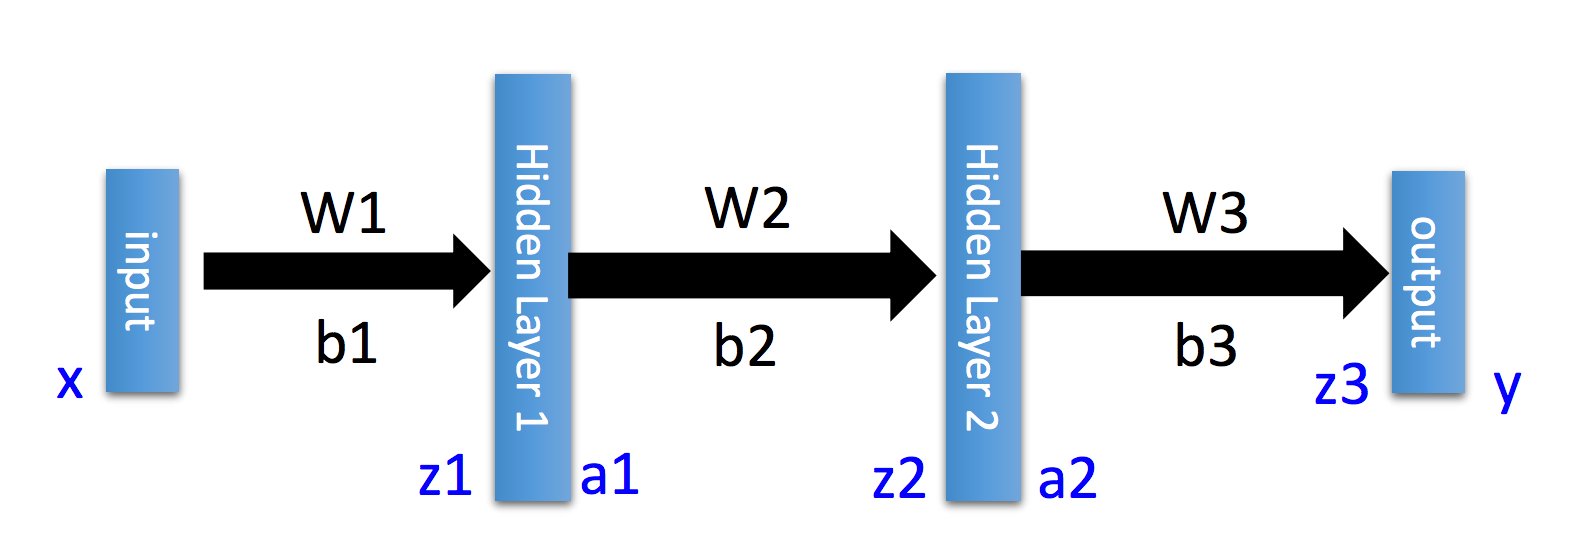 input
x
W1
b1
Hidden Layer 1
z1
a1
W2
b2
Hidden Layer 2
z2
a2
W3
b3
z3
output
y